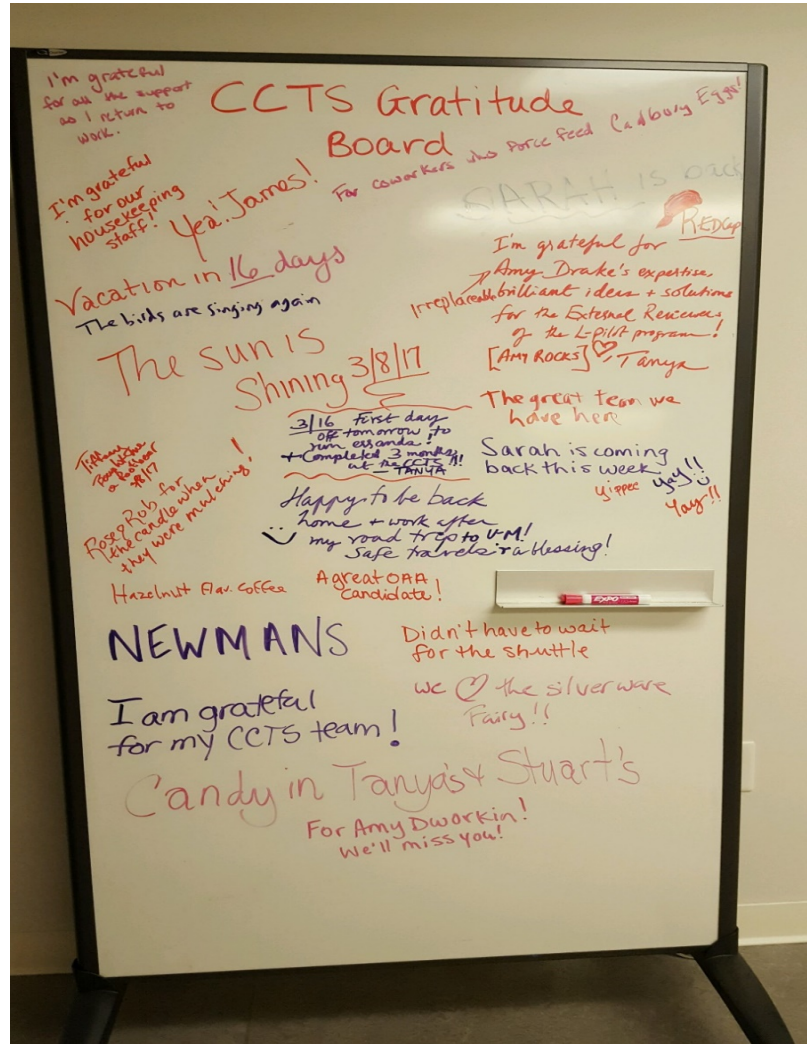 I'm grateful
for all the support
as I return to
work.
CCTS Gratitude
Board
For coworkers who force feed Cadbury Eggs!
I'm grateful
for our
housekeeping
staff!
Yea! James!
SARAH is back
REDCap
Vacation in 16 days
The birds are singing again
I'm grateful for
Amy Drake's expertise,
Irreplaceable brilliant ideas + solutions
for the External Reviewers
of the L-pilot program!
[AMY ROCKS] Tanya
The sun is
Shining 3/8/17
The great team we
have here
3/16 First day
off tomorrow to
run errands!
+ Completed 3 months
at the CCTS!!!
TANYA
Sarah is coming
back this week
yippee Yay!!
Yay!!
Tiffany
3/8/17
Rose & Rob for
the candle when
they were mulching!
Happy to be back
home + work after
my road trip to UM!
Safe travels r a blessing!
Hazelnut Flav. Coffee
A great OAA
Candidate!
EXPO
NEWMANS
Didn't have to wait
for the shuttle
I am grateful
for my CCTS team!
We ♡ the silverware
Fairy!!
Candy in Tanya's & Stuart's
For Amy Dworkin!
We'll miss you!